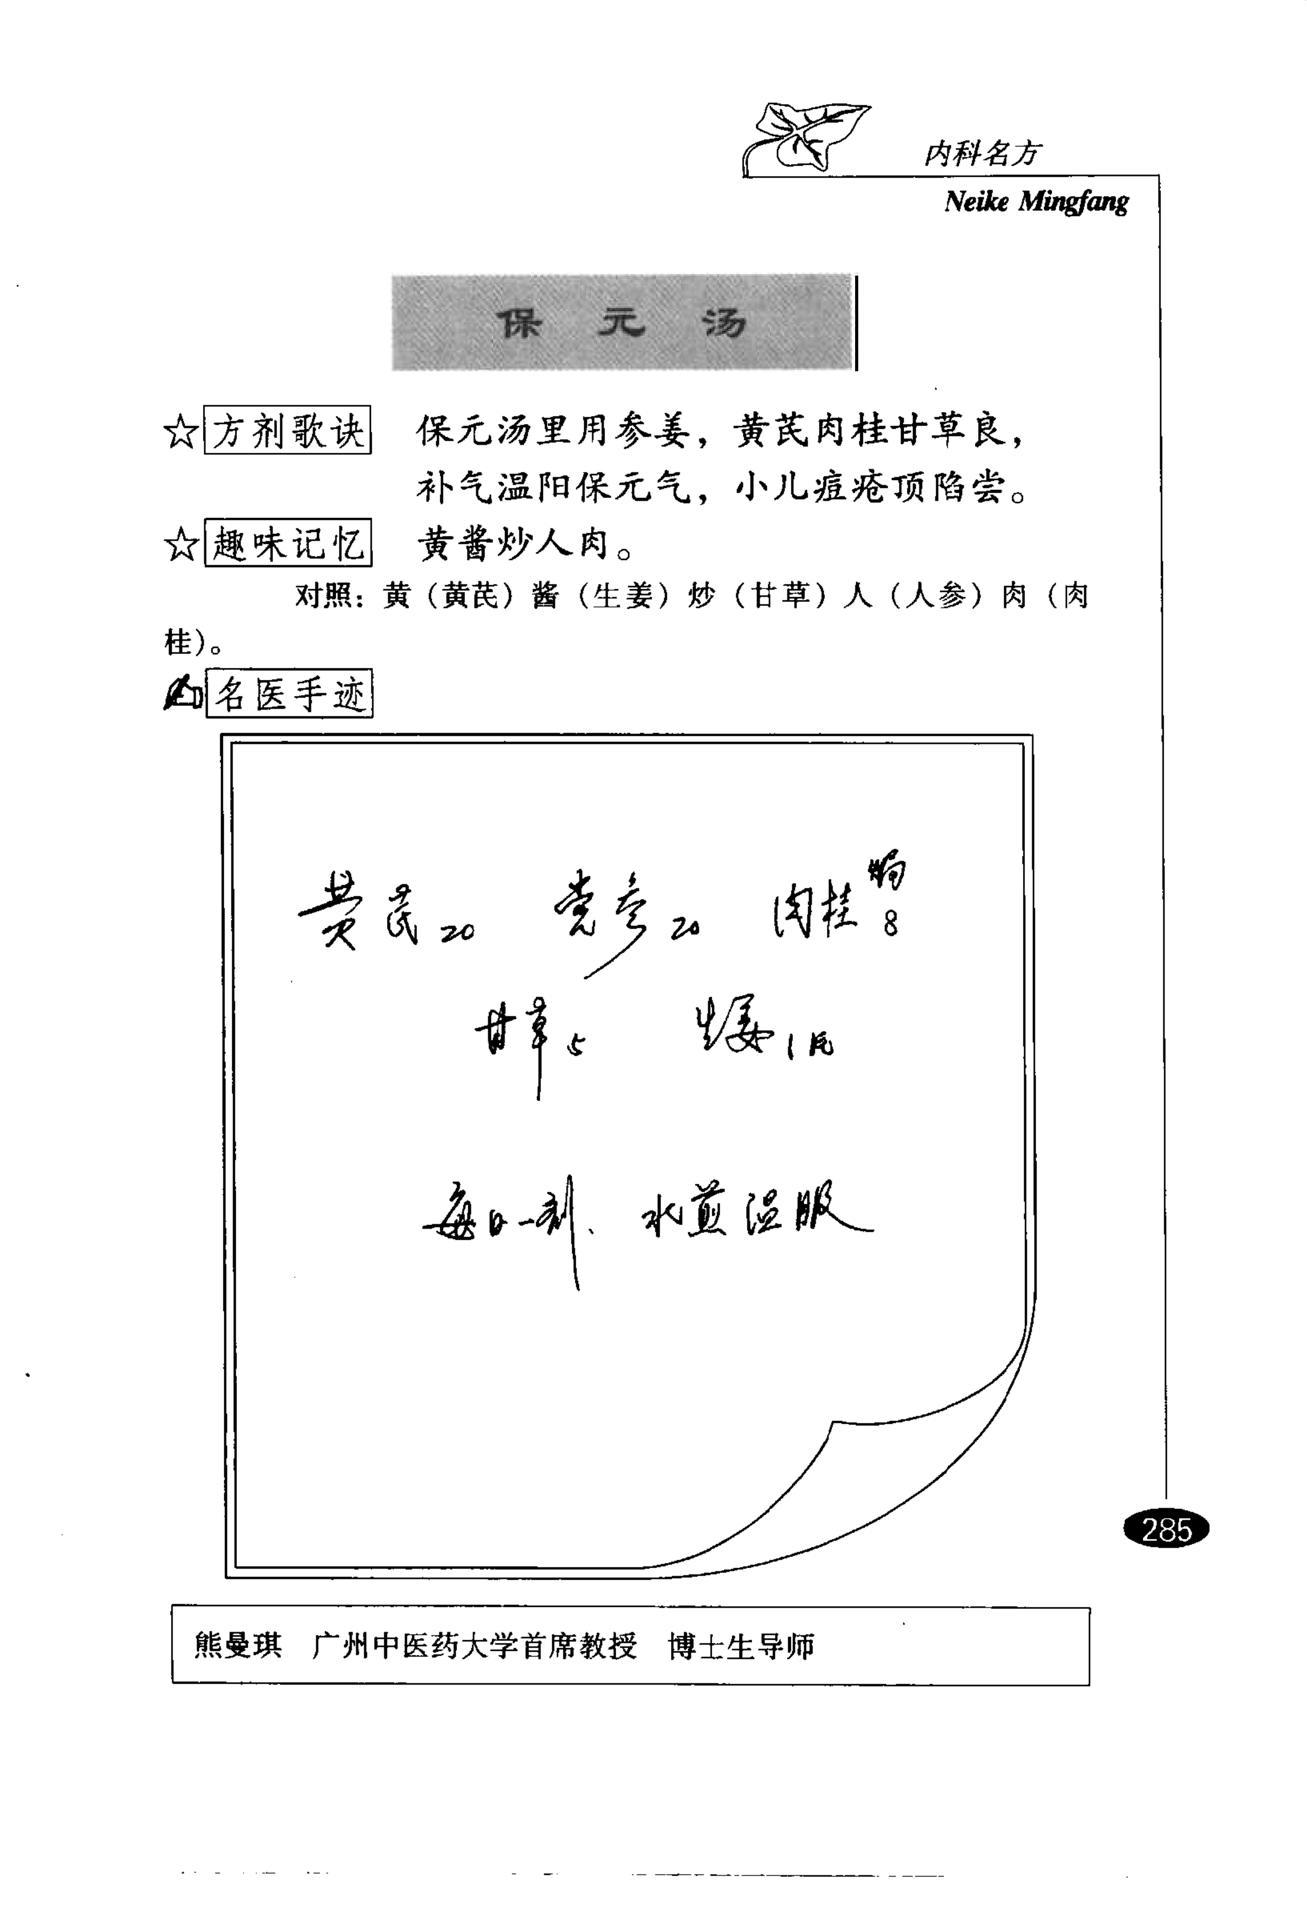 内科名方
Neike Mingfang
保元汤
☆方剂歌诀 保元汤里用参姜，黄芪肉桂甘草良，
补气温阳保元气，小儿痘疮顶陷尝。
☆趣味记忆 黄酱炒人肉。
对照：黄（黄芪）酱（生姜）炒（甘草）人（人参）肉（肉
桂）。
名医手迹
黄芪20 党参20 肉桂焗8
甘草5 生姜1片
每日一剂、水煎温服
285
熊曼琪 广州中医药大学首席教授 博士生导师